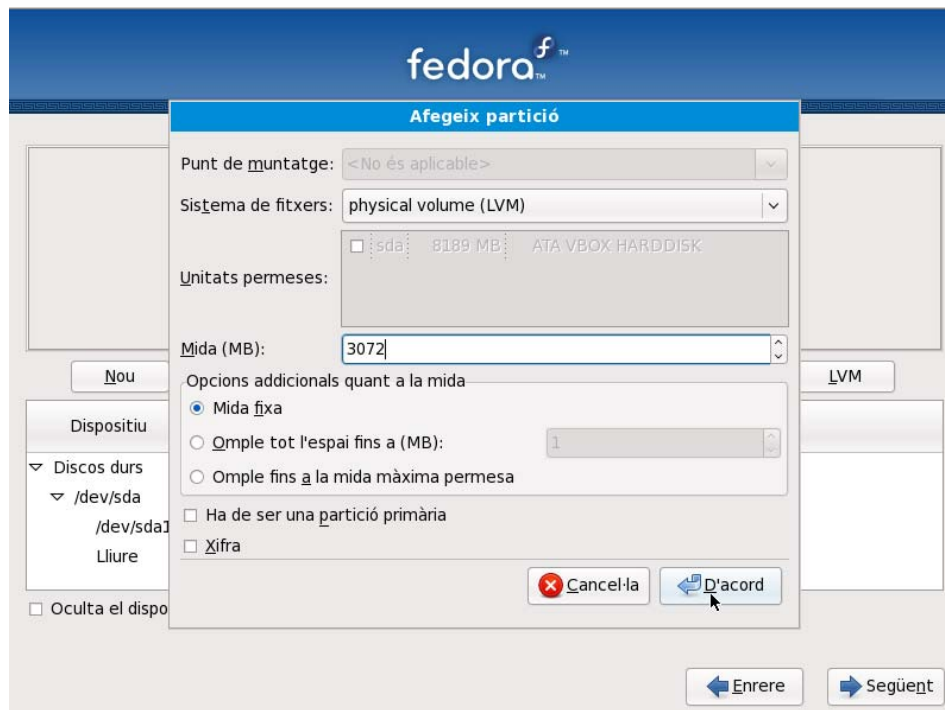 fedora f ™
™
Afegeix partició
Punt de muntatge: <No és aplicable>
Sistema de fitxers: physical volume (LVM)
sda 8189 MB ATA VBOX HARDDISK
Unitats permeses:
Mida (MB): 3072
Nou LVM
Opcions addicionals quant a la mida
Mida fixa
Dispositiu
Omple tot l'espai fins a (MB): 1
Discos durs
Omple fins a la mida màxima permesa
/dev/sda
Ha de ser una partició primària
/dev/sda1
Xifra
Lliure
Cancel·la D'acord
Oculta el dispo
Enrere Següent